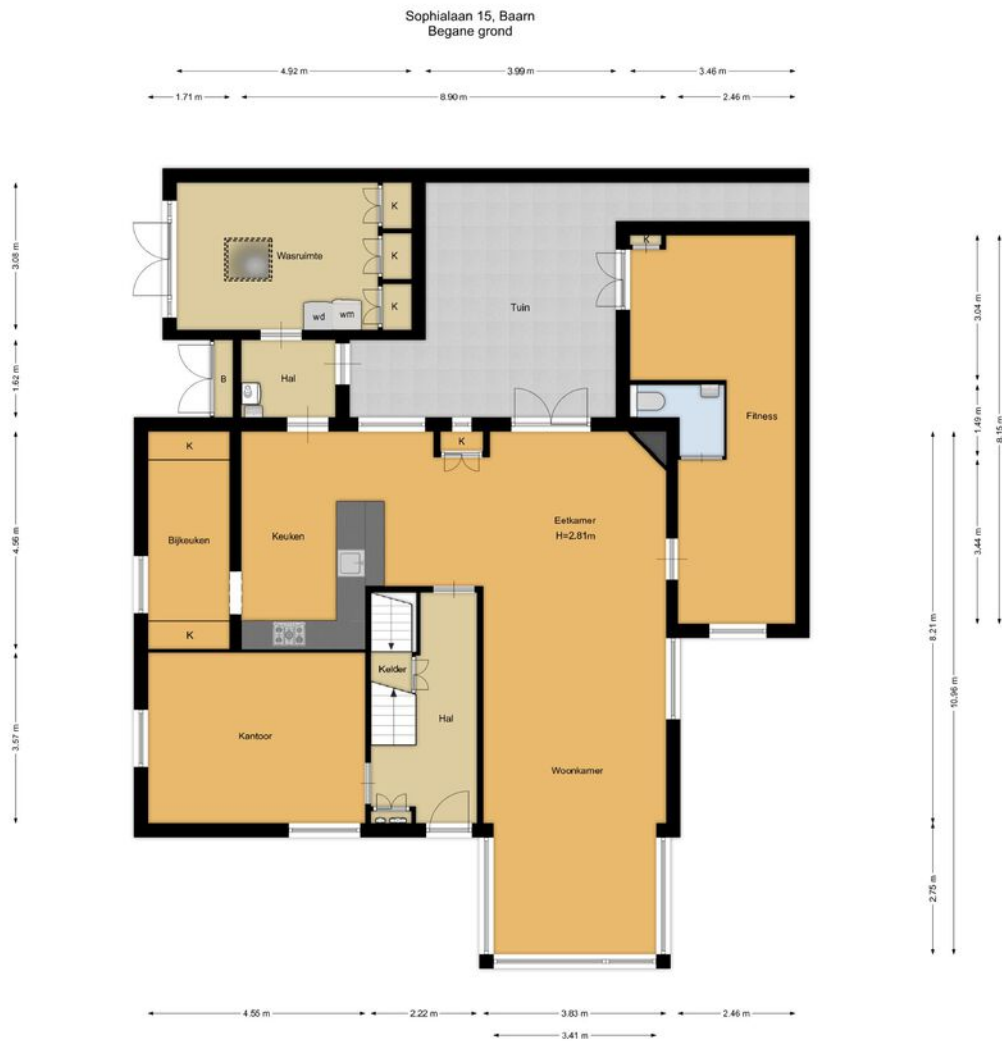 Sophialaan 15, Baarn
Begane grond
4.92 m
3.99 m
3.46 m
1.71 m
8.90 m
2.46 m
3.08 m
1.62 m
4.56 m
3.57 m
Wasruimte
K
K
K
wd
wm
Hal
B
Tuin
K
Fitness
K
Bijkeuken
K
Keuken
K
Eetkamer
H=2.81m
Kelder
Hal
Kantoor
Woonkamer
3.04 m
1.49 m
3.44 m
8.15 m
8.21 m
10.96 m
2.75 m
4.55 m
2.22 m
3.83 m
2.46 m
3.41 m